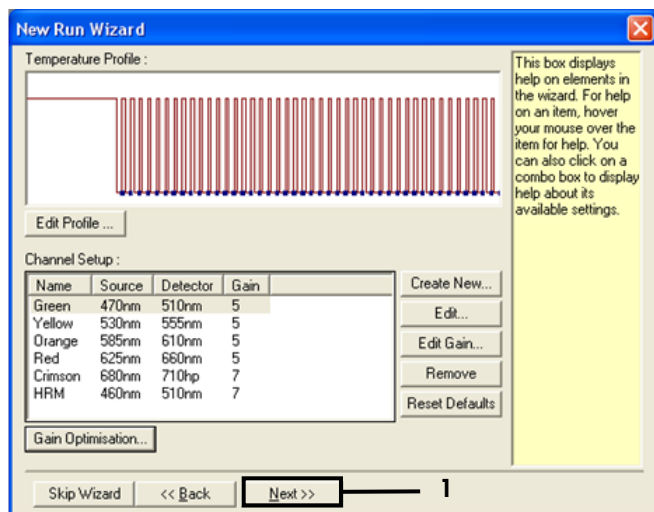 New Run Wizard
Temperature Profile :
Edit Profile ...
Channel Setup :
Name Source Detector Gain
Green 470nm 510nm 5
Yellow 530nm 555nm 5
Orange 585nm 610nm 5
Red 625nm 660nm 5
Crimson 680nm 710hp 7
HRM 460nm 510nm 7
Create New...
Edit...
Edit Gain...
Remove
Reset Defaults
Gain Optimisation...
This box displays
help on elements in
the wizard. For help
on an item, hover
your mouse over the
item for help. You
can also click on a
combo box to display
help about its
available settings.
Skip Wizard
<< Back
Next >>
1